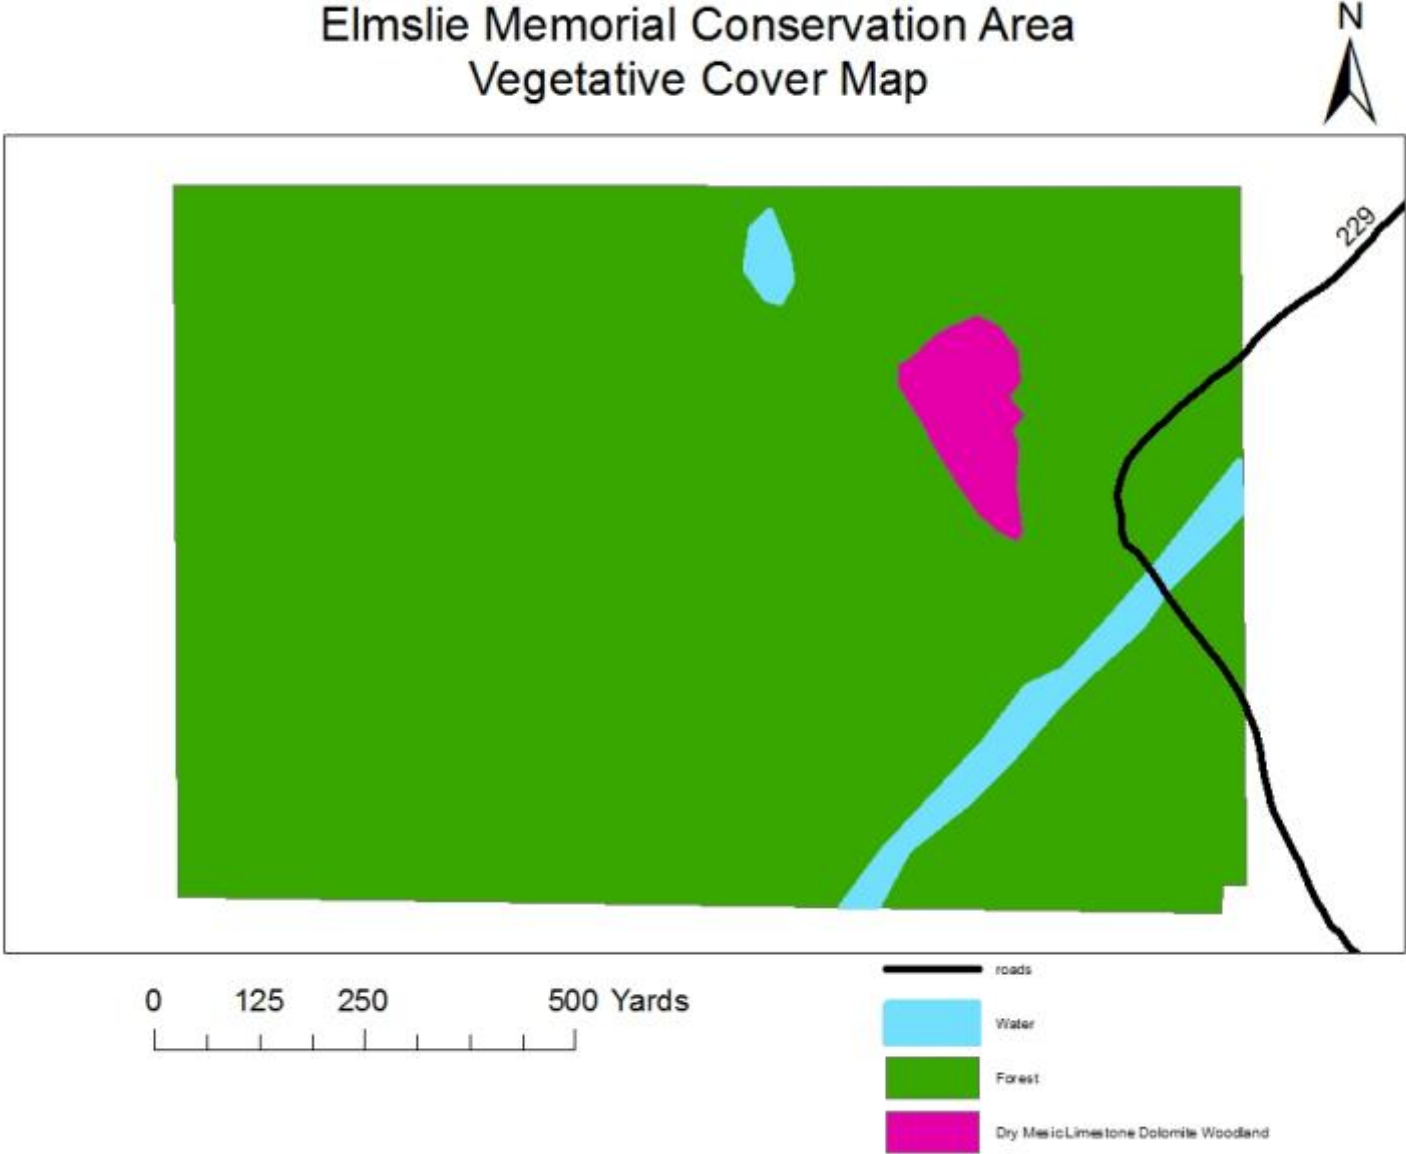 Elmslie Memorial Conservation Area
Vegetative Cover Map
N
229
0 125 250 500 Yards
roads
Water
Forest
Dry Mesic Limestone Dolomite Woodland